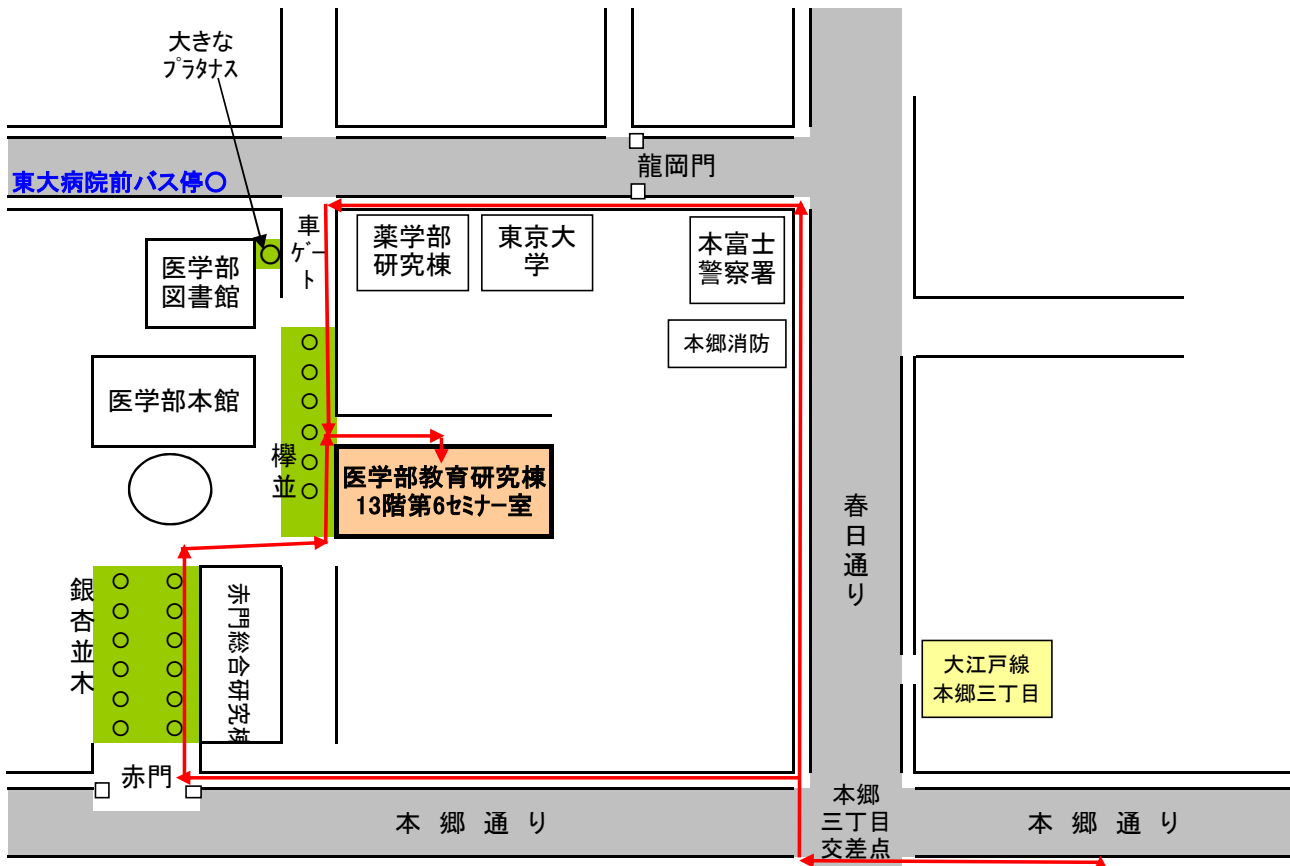 大きな
プラタナス
東大病院前バス停○
龍岡門
車
ゲー
ト
薬学部
研究棟
東京大
学
本富士
警察署
医学部
図書館
本郷消防
医学部本館
欅
並
医学部教育研究棟
13階第6セミナー室
春
日
通
り
銀
杏
並
木
赤門総合研究棟
大江戸線
本郷三丁目
赤門
本郷通り
本郷
三丁目
交差点
本郷通り